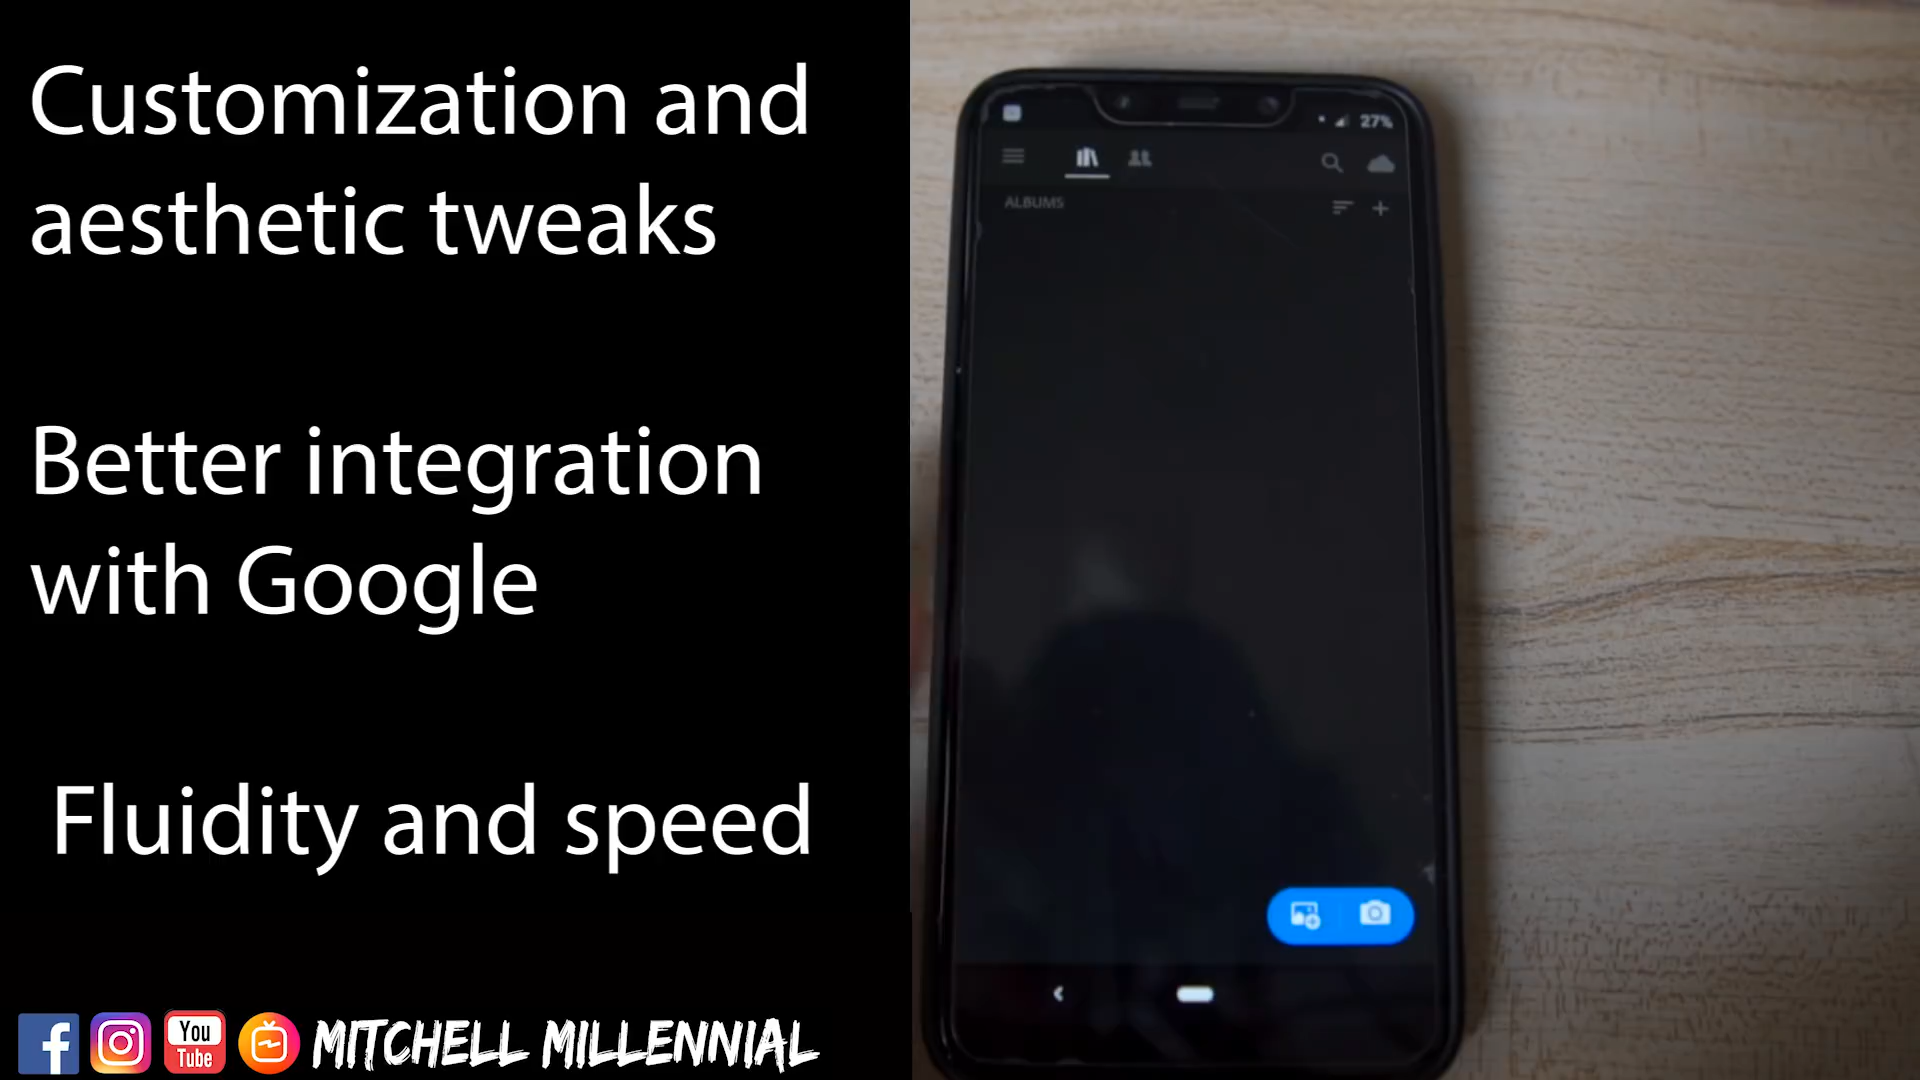 Customization and
aesthetic tweaks
Better integration
with Google
Fluidity and speed
You
Tube
MITCHELL MILLENNIAL
27%
ALBUMS